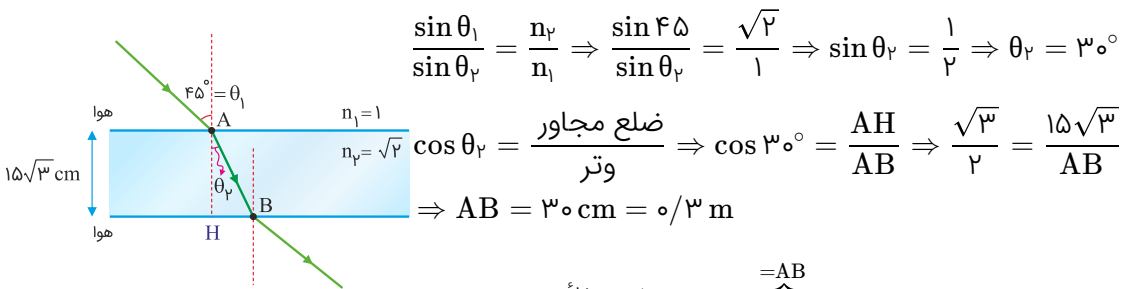 ۴۵° = θ₁
هوا
A
n₁ = ۱
n₂ = √۲
۱۵√۳ cm
θ₂
B
هوا
H
sin θ₁ / sin θ₂ = n₂ / n₁ ⇒ sin ۴۵ / sin θ₂ = √۲ / ۱ ⇒ sin θ₂ = ۱ / ۲ ⇒ θ₂ = ۳۰°
cos θ₂ = ضلع مجاور / وتر ⇒ cos ۳۰° = AH / AB ⇒ √۳ / ۲ = ۱۵√۳ / AB
⇒ AB = ۳۰ cm = ۰/۳ m
=AB